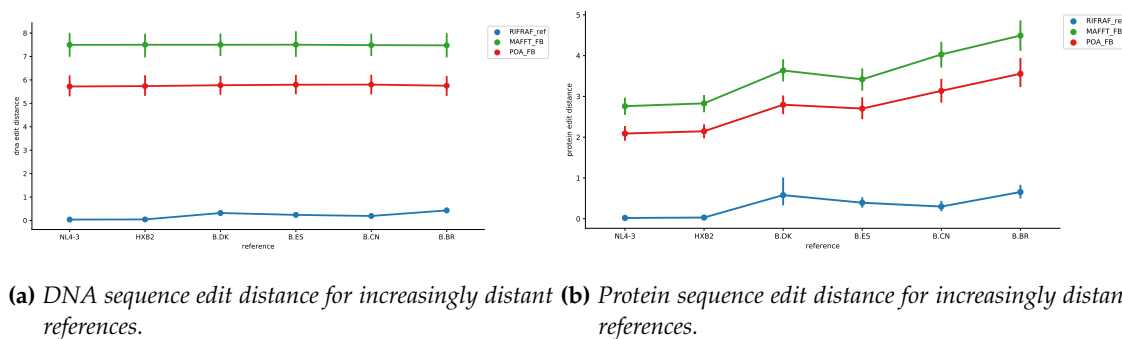 8
7
6
5
4
3
2
1
0
dna edit distance
NL4-3 HXB2 B.DK B.ES B.CN B.BR
reference
RIFRAF_ref
MAFFT_FB
POA_FB
5
4
3
2
1
0
protein edit distance
NL4-3 HXB2 B.DK B.ES B.CN B.BR
reference
RIFRAF_re
MAFFT_FB
POA_FB
(a) DNA sequence edit distance for increasingly distant
references.
(b) Protein sequence edit distance for increasingly distan
references.